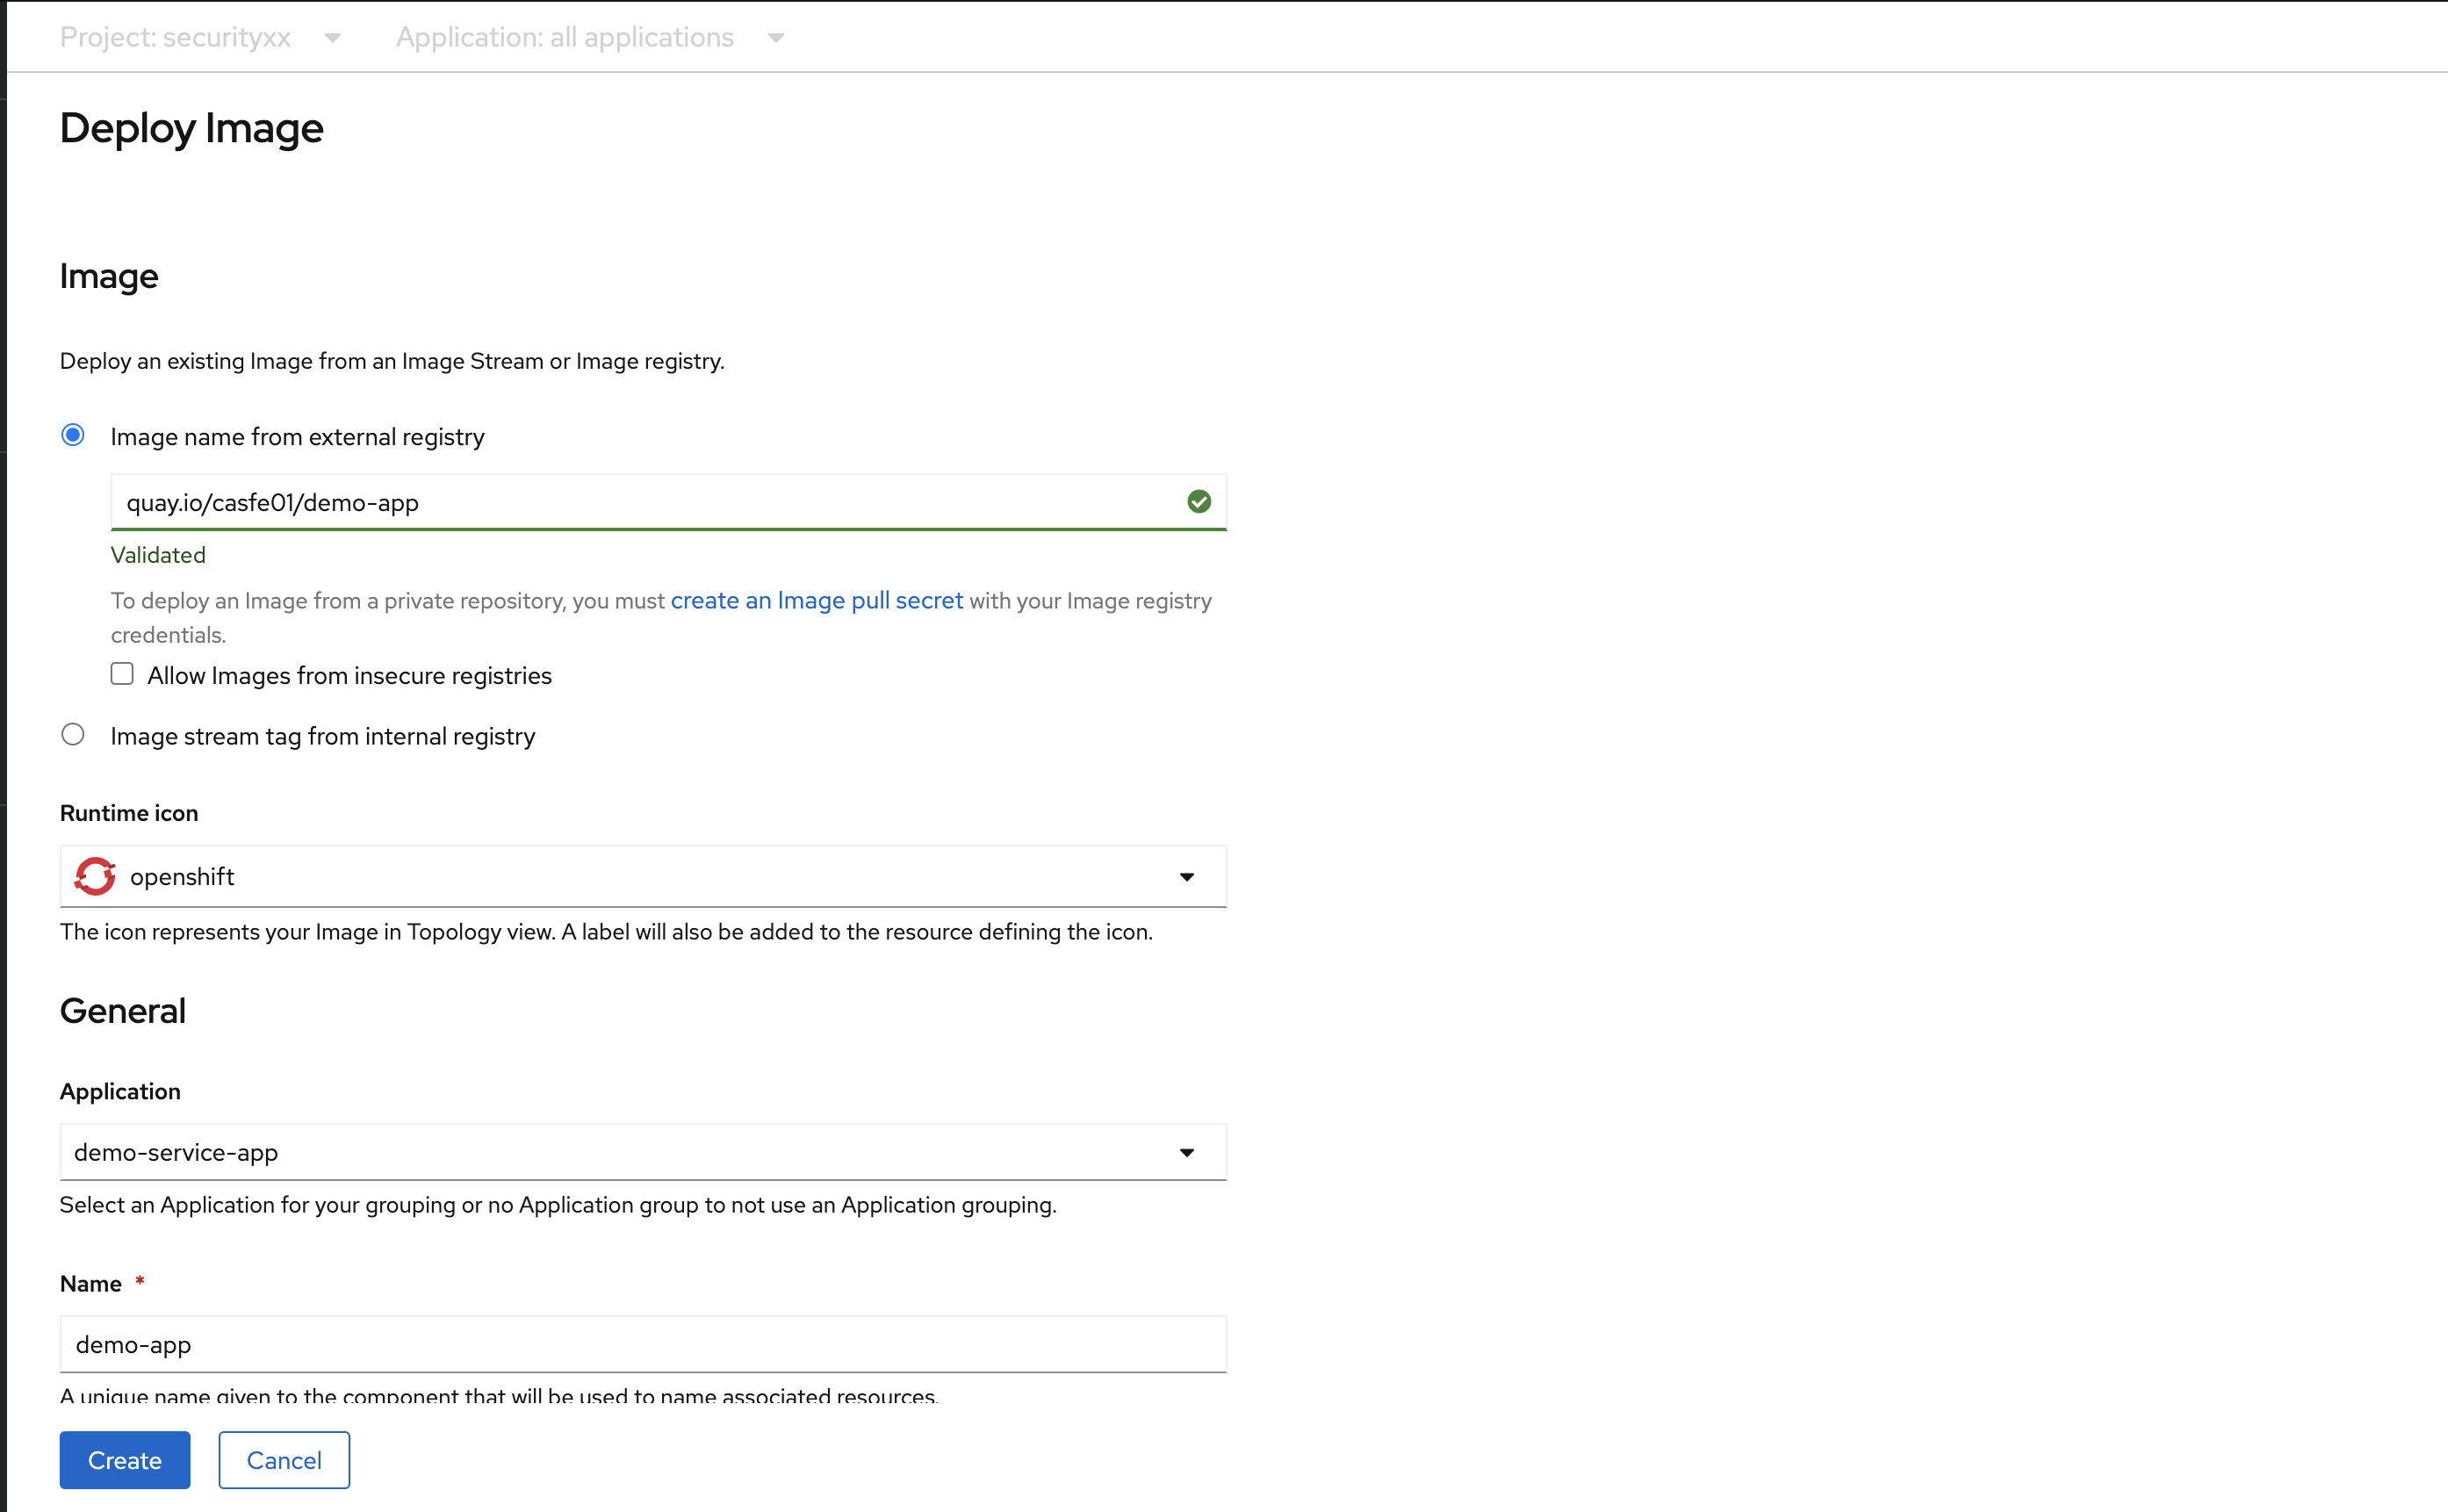 Project: securityxx Application: all applications
Deploy Image
Image
Deploy an existing Image from an Image Stream or Image registry.
Image name from external registry
quay.io/casfe01/demo-app
Validated
To deploy an Image from a private repository, you must create an Image pull secret with your Image registry
credentials.
Allow Images from insecure registries
Image stream tag from internal registry
Runtime icon
openshift
The icon represents your Image in Topology view. A label will also be added to the resource defining the icon.
General
Application
demo-service-app
Select an Application for your grouping or no Application group to not use an Application grouping.
Name *
demo-app
A unique name given to the component that will be used to name associated resources.
Create Cancel